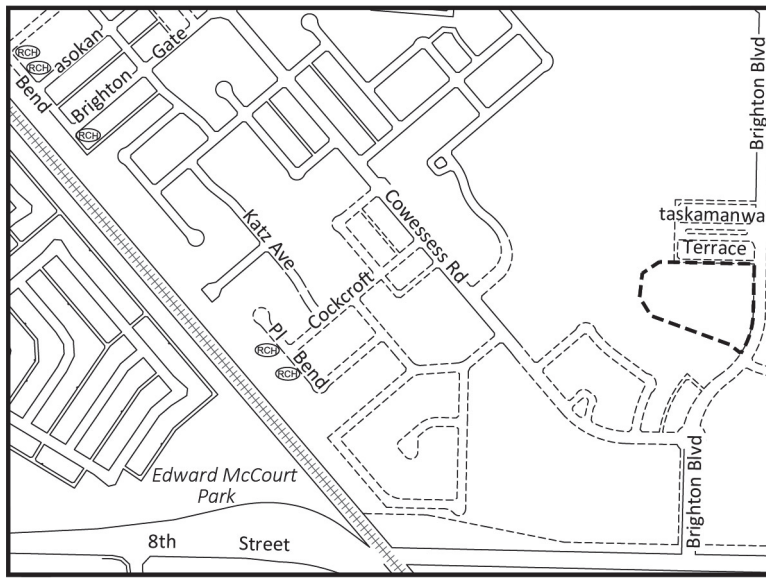 RCH
RCH
asokan
Bend
Brighton Gate
RCH
Brighton Blvd
taskamanwa
Terrace
Katz Ave
Cowessess Rd
Cockcroft
Pl Bend
RCH
RCH
Brighton Blvd
Edward McCourt
Park
8th Street